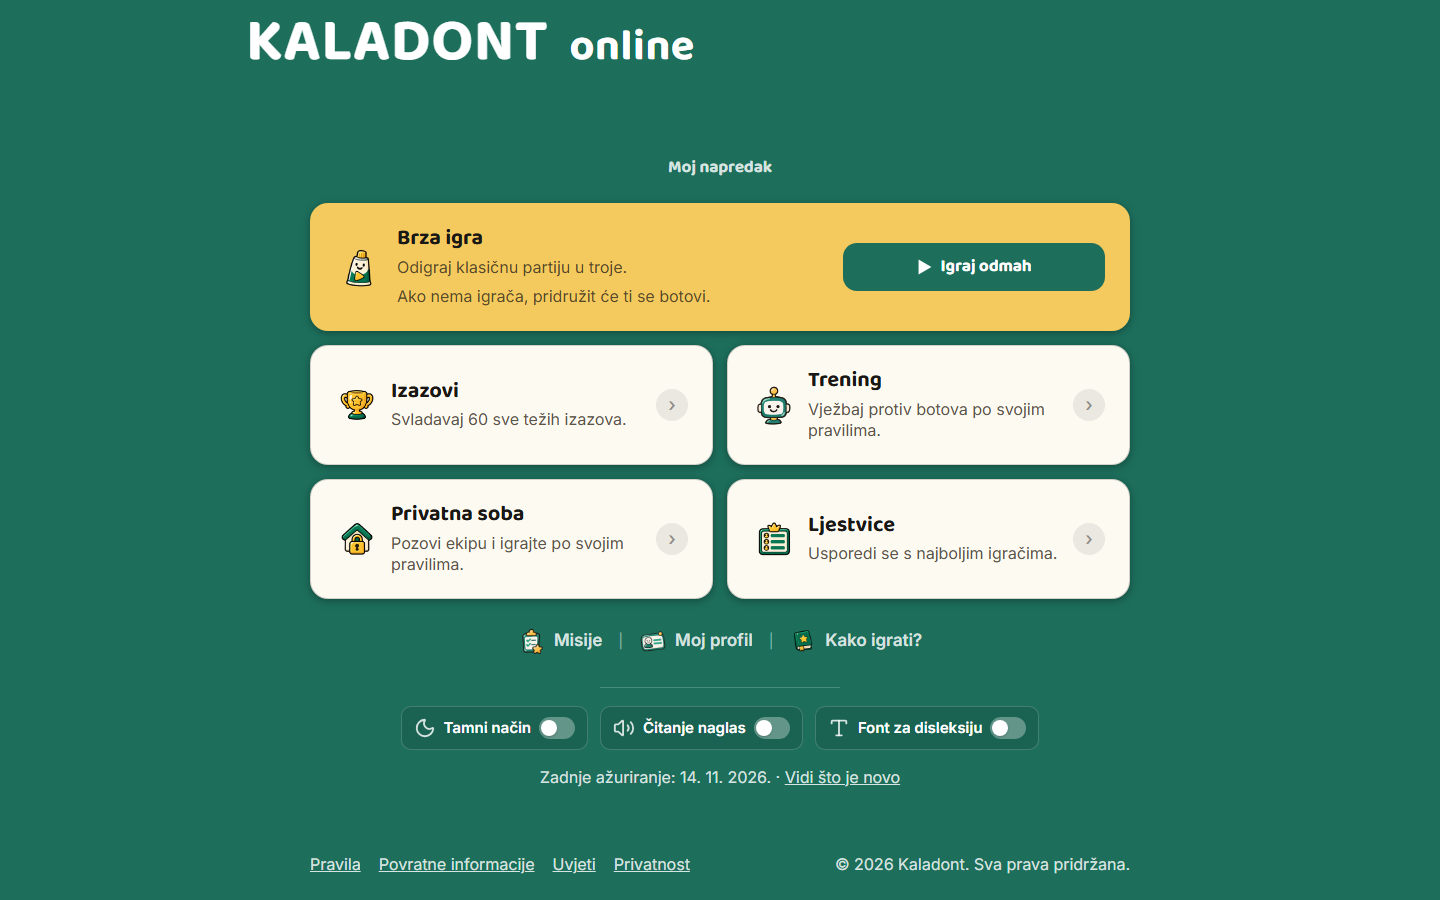 KALADONT online
Moj napredak
Brza igra
Odigraj klasičnu partiju u troje.
Ako nema igrača, pridružit će ti se botovi.
Igraj odmah
Izazovi
Svladavaj 60 sve težih izazova.
Trening
Vježbaj protiv botova po svojim
pravilima.
Privatna soba
Pozovi ekipu i igrajte po svojim
pravilima.
Ljestvice
Usporedi se s najboljim igračima.
Misije | Moj profil | Kako igrati?
Tamni način
Čitanje naglas
Font za disleksiju
Zadnje ažuriranje: 14. 11. 2026. · Vidi što je novo
Pravila Povratne informacije Uvjeti Privatnost
© 2026 Kaladont. Sva prava pridržana.